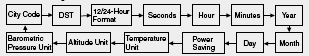 City Code
DST
12/24-Hour
Format
Seconds
Hour
Minutes
Year
Barometric
Pressure Unit
Altitude Unit
Temperature
Unit
Power
Saving
Day
Month